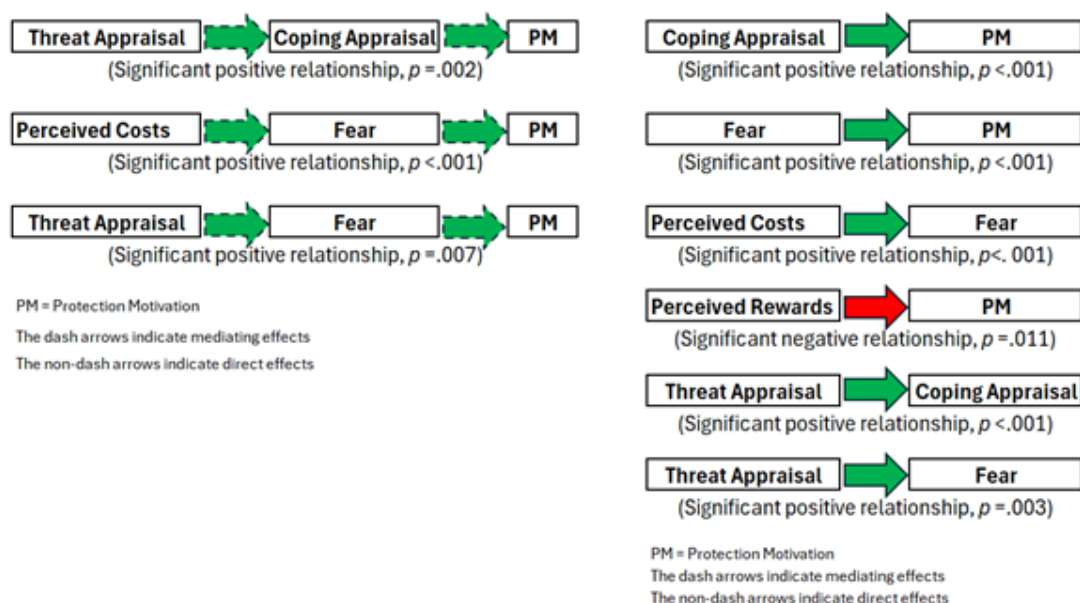 Threat Appraisal Coping Appraisal PM
(Significant positive relationship, p =.002)
Perceived Costs Fear PM
(Significant positive relationship, p <.001)
Threat Appraisal Fear PM
(Significant positive relationship, p =.007)
PM = Protection Motivation
The dash arrows indicate mediating effects
The non-dash arrows indicate direct effects
Coping Appraisal PM
(Significant positive relationship, p <.001)
Fear PM
(Significant positive relationship, p <.001)
Perceived Costs Fear
(Significant positive relationship, p<. 001)
Perceived Rewards PM
(Significant negative relationship, p =.011)
Threat Appraisal Coping Appraisal
(Significant positive relationship, p <.001)
Threat Appraisal Fear
(Significant positive relationship, p =.003)
PM = Protection Motivation
The dash arrows indicate mediating effects
The non-dash arrows indicate direct effects